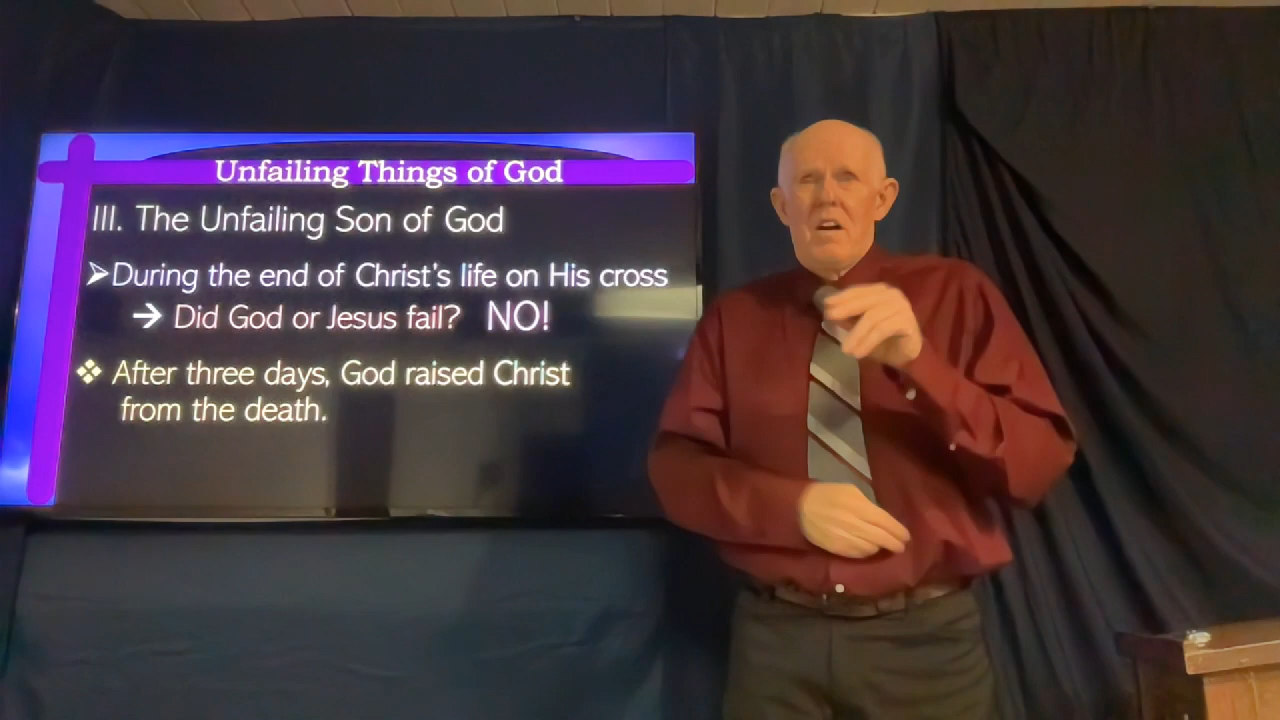 Unfailing Things of God
III. The Unfailing Son of God
➢During the end of Christ's life on His cross
→ Did God or Jesus fail? NO!
❖ After three days, God raised Christ
from the death.